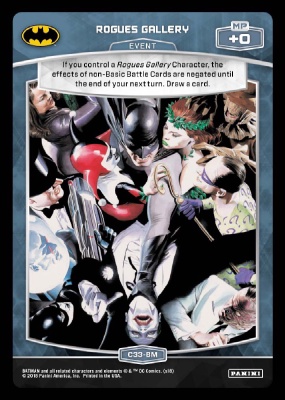 ROGUES GALLERY
MP
+0
EVENT
If you control a Rogues Gallery Character, the
effects of non-Basic Battle Cards are negated until
the end of your next turn. Draw a card.
C33-BM
BATMAN and all related characters and elements © & ™ DC Comics. (s19)
© 2019 Panini America, Inc. Printed in the USA.
PANINI